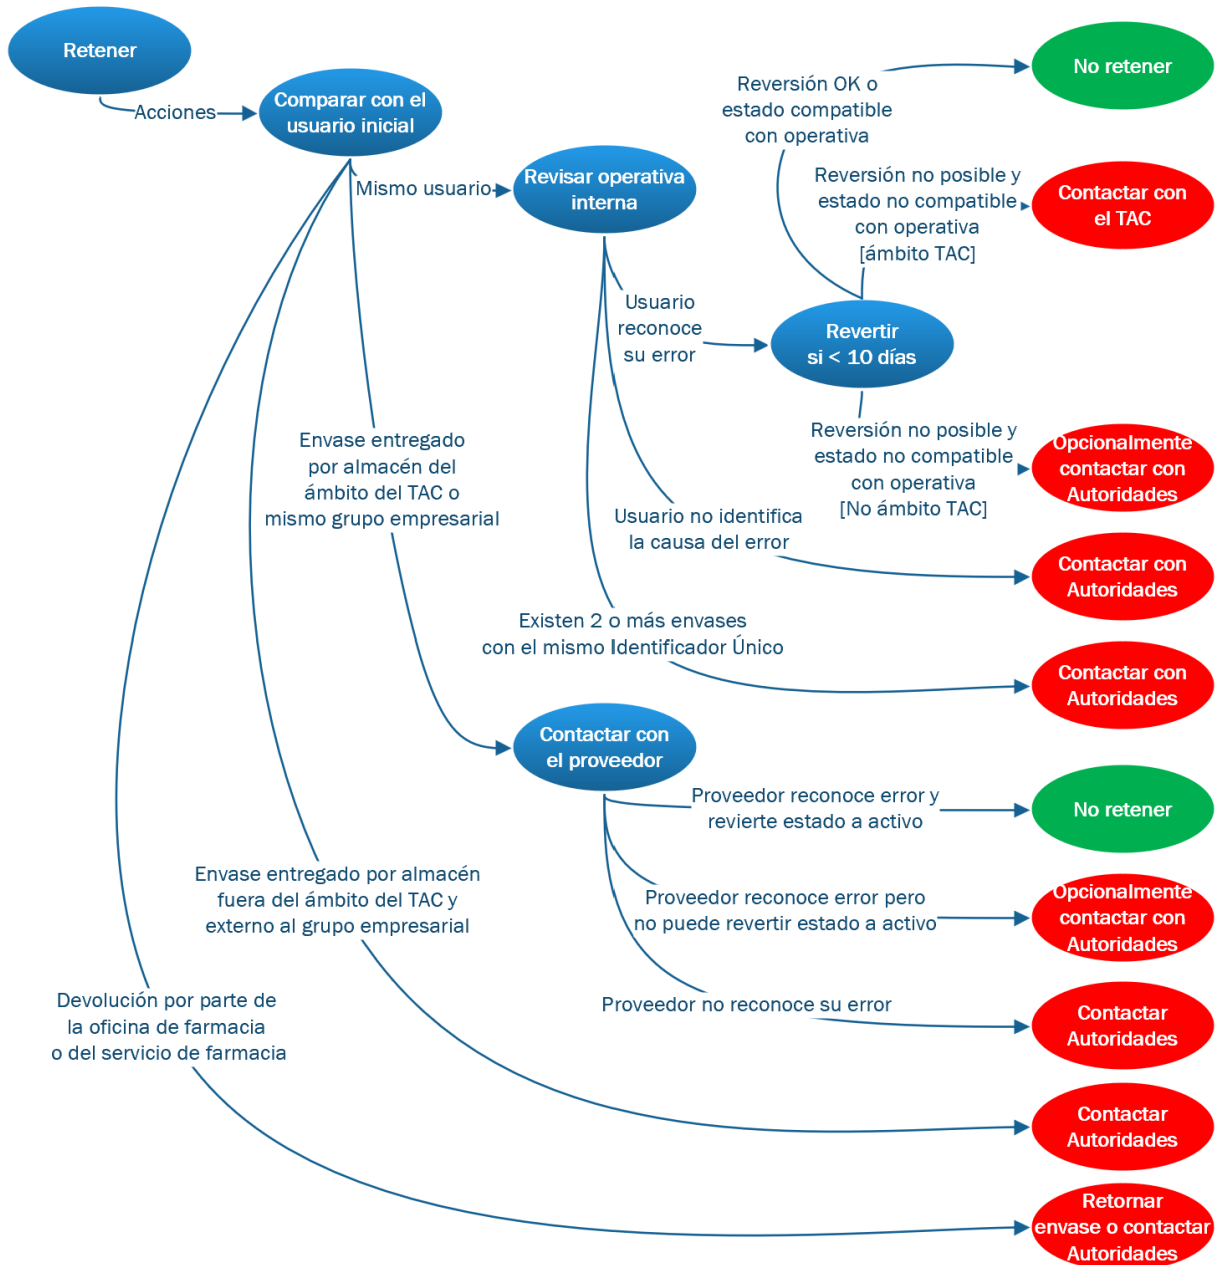 Retener
Acciones
Comparar con el
usuario inicial
Mismo usuario
Revisar operativa
interna
Usuario
reconoce
su error
Revertir
si < 10 días
Reversión OK o
estado compatible
con operativa
No retener
Reversión no posible y
estado no compatible
con operativa
[ámbito TAC]
Contactar con
el TAC
Reversión no posible y
estado no compatible
con operativa
[No ámbito TAC]
Opcionalmente
contactar con
Autoridades
Usuario no identifica
la causa del error
Contactar con
Autoridades
Existen 2 o más envases
con el mismo Identificador Único
Contactar con
Autoridades
Envase entregado
por almacén del
ámbito del TAC o
mismo grupo empresarial
Contactar con
el proveedor
Proveedor reconoce error y
revierte estado a activo
No retener
Proveedor reconoce error pero
no puede revertir estado a activo
Opcionalmente
contactar con
Autoridades
Proveedor no reconoce su error
Contactar
Autoridades
Envase entregado por almacén
fuera del ámbito del TAC y
externo al grupo empresarial
Contactar
Autoridades
Devolución por parte de
la oficina de farmacia
o del servicio de farmacia
Retornar
envase o contactar
Autoridades